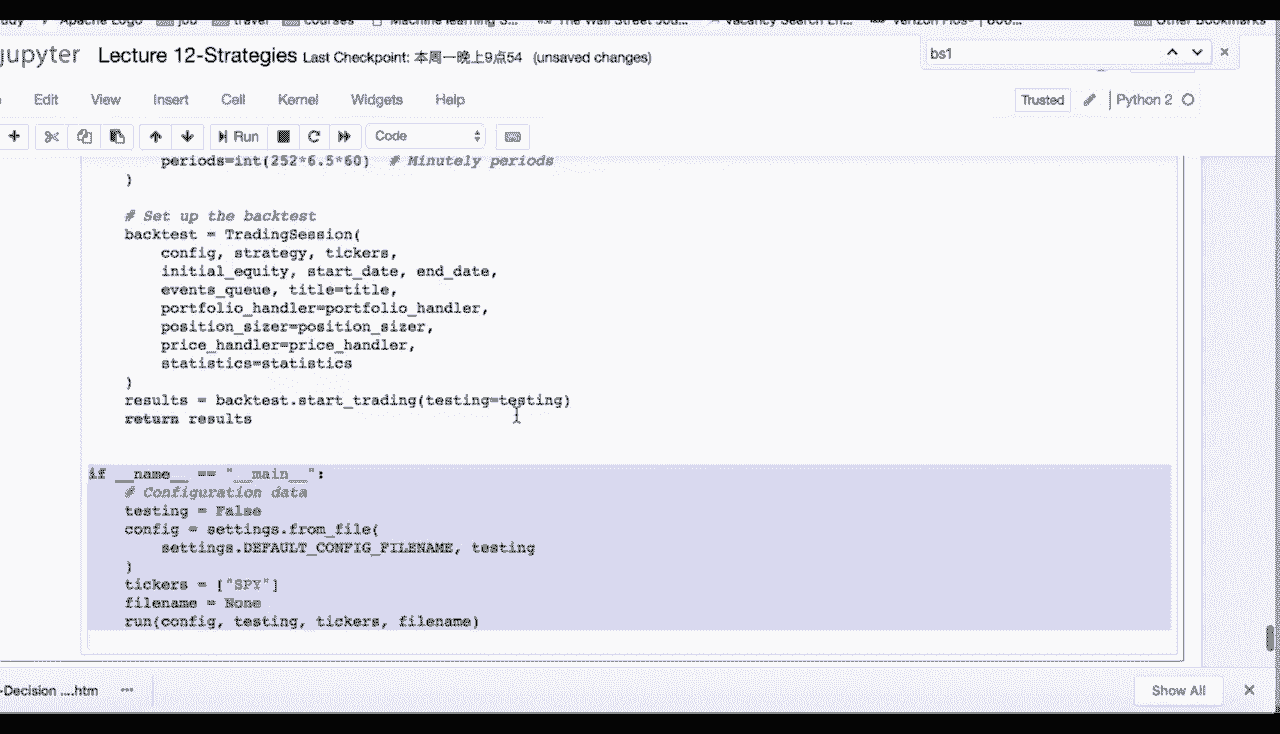 Apache Logo job travel courses Machine learning S... The Wall Street Jou... Vacancy Search En... Verizon Fios- | 600... Other Bookmarks
jupyter Lecture 12-Strategies Last Checkpoint: 本周一晚上9点54 (unsaved changes)
bs1
Edit View Insert Cell Kernel Widgets Help
Trusted Python 2
Run Code
periods=int(252*6.5*60) # Minutely periods
)
# Set up the backtest
backtest = TradingSession(
config, strategy, tickers,
initial_equity, start_date, end_date,
events_queue, title=title,
portfolio_handler=portfolio_handler,
position_sizer=position_sizer,
price_handler=price_handler,
statistics=statistics
)
results = backtest.start_trading(testing=testing)
return results
if __name__ == "__main__":
# Configuration data
testing = False
config = settings.from_file(
settings.DEFAULT_CONFIG_FILENAME, testing
)
tickers = ["SPY"]
filename = None
run(config, testing, tickers, filename)
-Decision ....htm
Show All